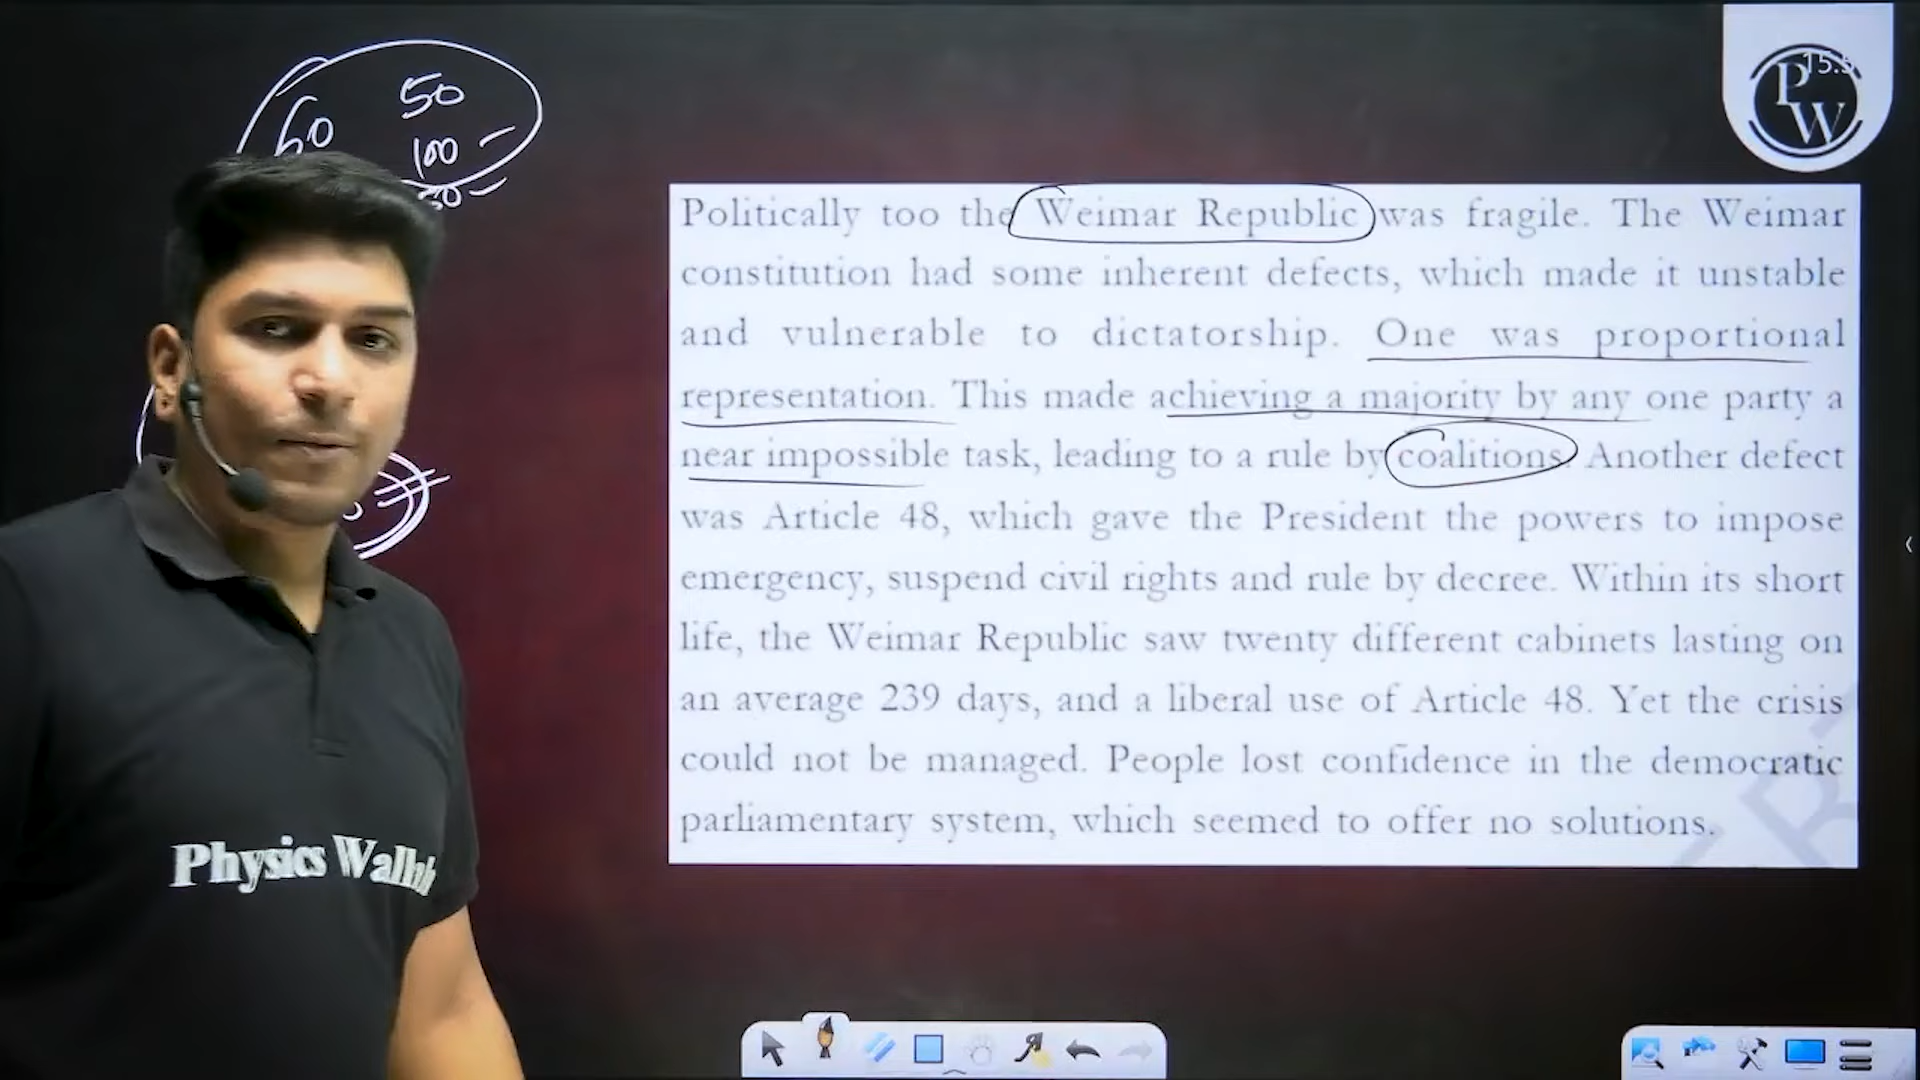 50
60
100
50
15.5
PW
Politically too the Weimar Republic was fragile. The Weimar
constitution had some inherent defects, which made it unstable
and vulnerable to dictatorship. One was proportional
representation. This made achieving a majority by any one party a
near impossible task, leading to a rule by coalitions. Another defect
was Article 48, which gave the President the powers to impose
emergency, suspend civil rights and rule by decree. Within its short
life, the Weimar Republic saw twenty different cabinets lasting on
an average 239 days, and a liberal use of Article 48. Yet the crisis
could not be managed. People lost confidence in the democratic
parliamentary system, which seemed to offer no solutions.
Physics Wallah